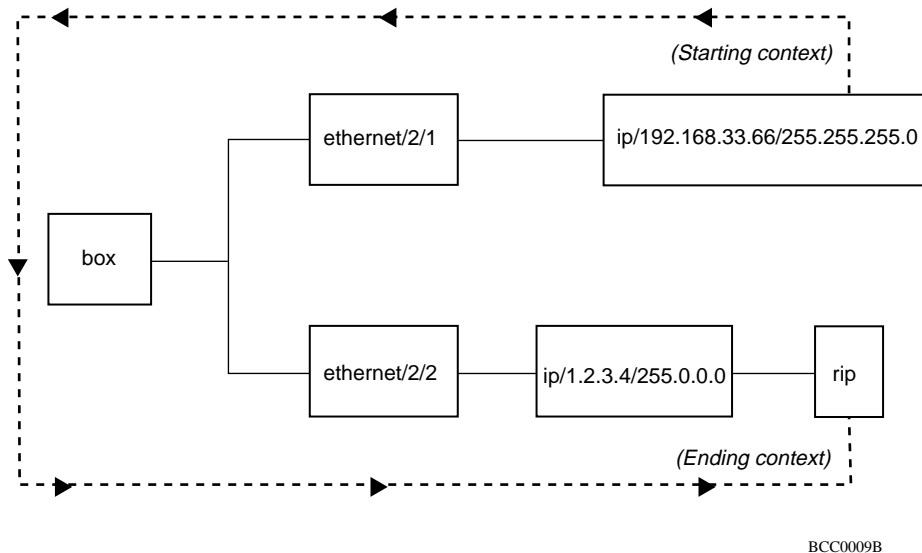 (Starting context)
ethernet/2/1
ip/192.168.33.66/255.255.255.0
box
ethernet/2/2
ip/1.2.3.4/255.0.0.0
rip
(Ending context)
BCC0009B